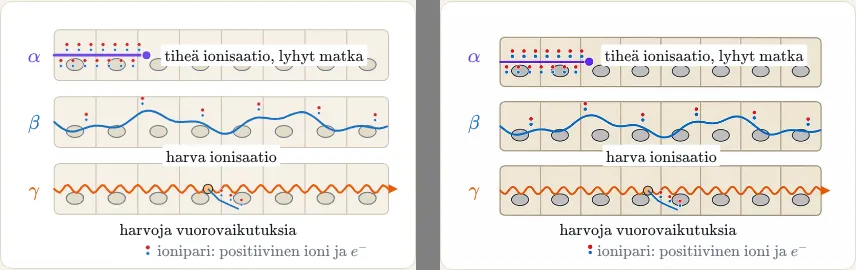 α tiheä ionisaatio, lyhyt matka
β
harva ionisaatio
γ
harvoja vuorovaikutuksia
ionipari: positiivinen ioni ja e⁻
α tiheä ionisaatio, lyhyt matka
β
harva ionisaatio
γ
harvoja vuorovaikutuksia
ionipari: positiivinen ioni ja e⁻